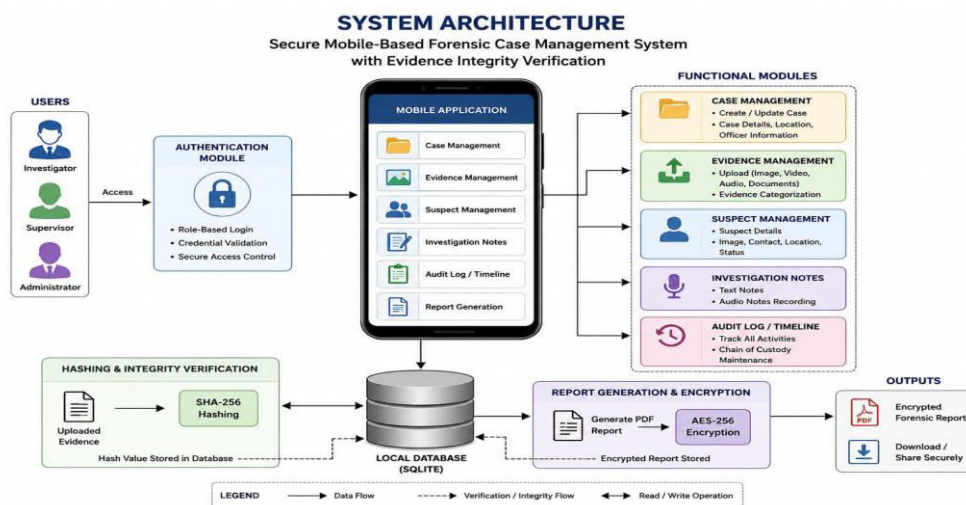 SYSTEM ARCHITECTURE
Secure Mobile-Based Forensic Case Management System
with Evidence Integrity Verification
USERS
Investigator
Supervisor
Administrator
Access
AUTHENTICATION
MODULE
• Role-Based Login
• Credential Validation
• Secure Access Control
MOBILE APPLICATION
Case Management
Evidence Management
Suspect Management
Investigation Notes
Audit Log / Timeline
Report Generation
FUNCTIONAL MODULES
CASE MANAGEMENT
• Create / Update Case
• Case Details, Location,
Officer Information
EVIDENCE MANAGEMENT
• Upload (Image, Video,
Audio, Documents)
• Evidence Categorization
SUSPECT MANAGEMENT
• Suspect Details
• Image, Contact, Location,
Status
INVESTIGATION NOTES
• Text Notes
• Audio Notes Recording
AUDIT LOG / TIMELINE
• Track All Activities
• Chain of Custody
Maintenance
HASHING & INTEGRITY VERIFICATION
Uploaded
Evidence
SHA-256
Hashing
Hash Value Stored in Database
LOCAL DATABASE
(SQLITE)
REPORT GENERATION & ENCRYPTION
Generate PDF
Report
AES-256
Encryption
Encrypted Report Stored
OUTPUTS
PDF
Encrypted
Forensic Report
Download /
Share Securely
LEGEND
Data Flow
Verification / Integrity Flow
Read / Write Operation